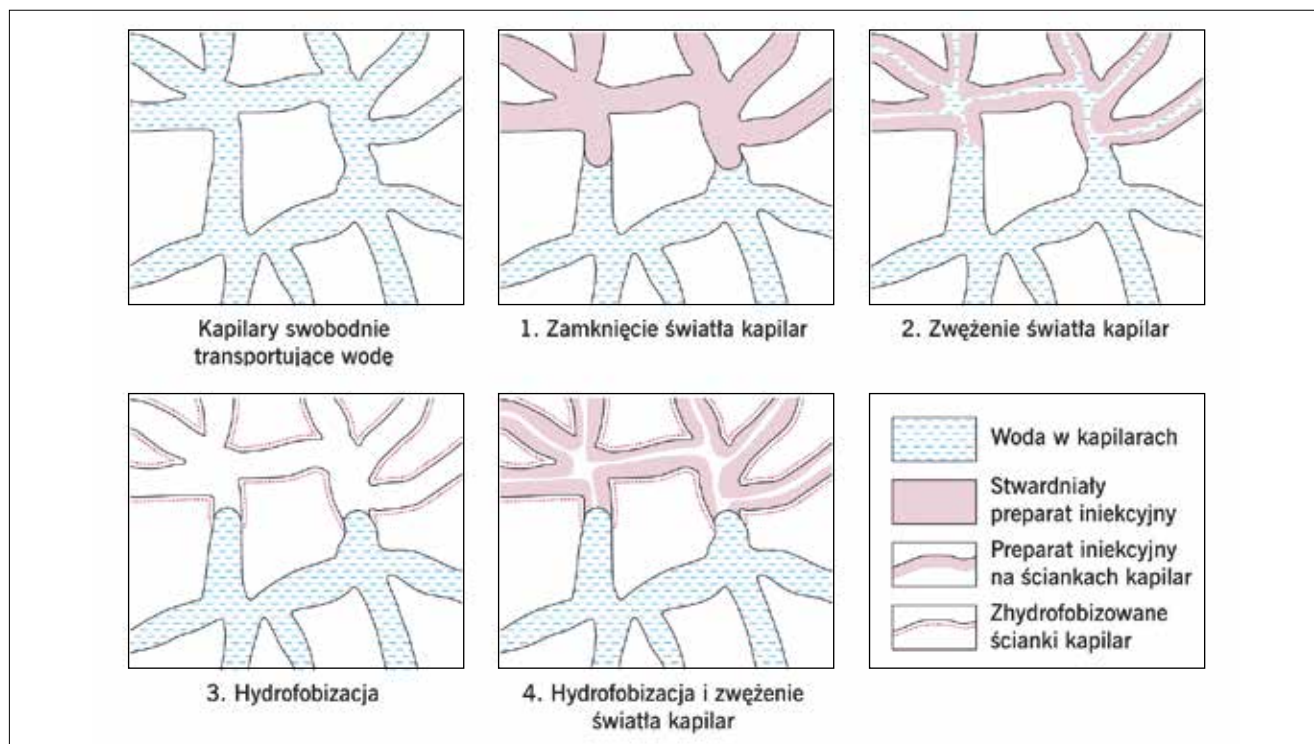 Kapilary swobodnie
transportujące wodę
1. Zamknięcie światła kapilar
2. Zwężenie światła kapilar
3. Hydrofobizacja
4. Hydrofobizacja i zwężenie
światła kapilar
Woda w kapilarach
Stwardniały
preparat iniekcyjny
Preparat iniekcyjny
na ściankach kapilar
Zhydrofobizowane
ścianki kapilar